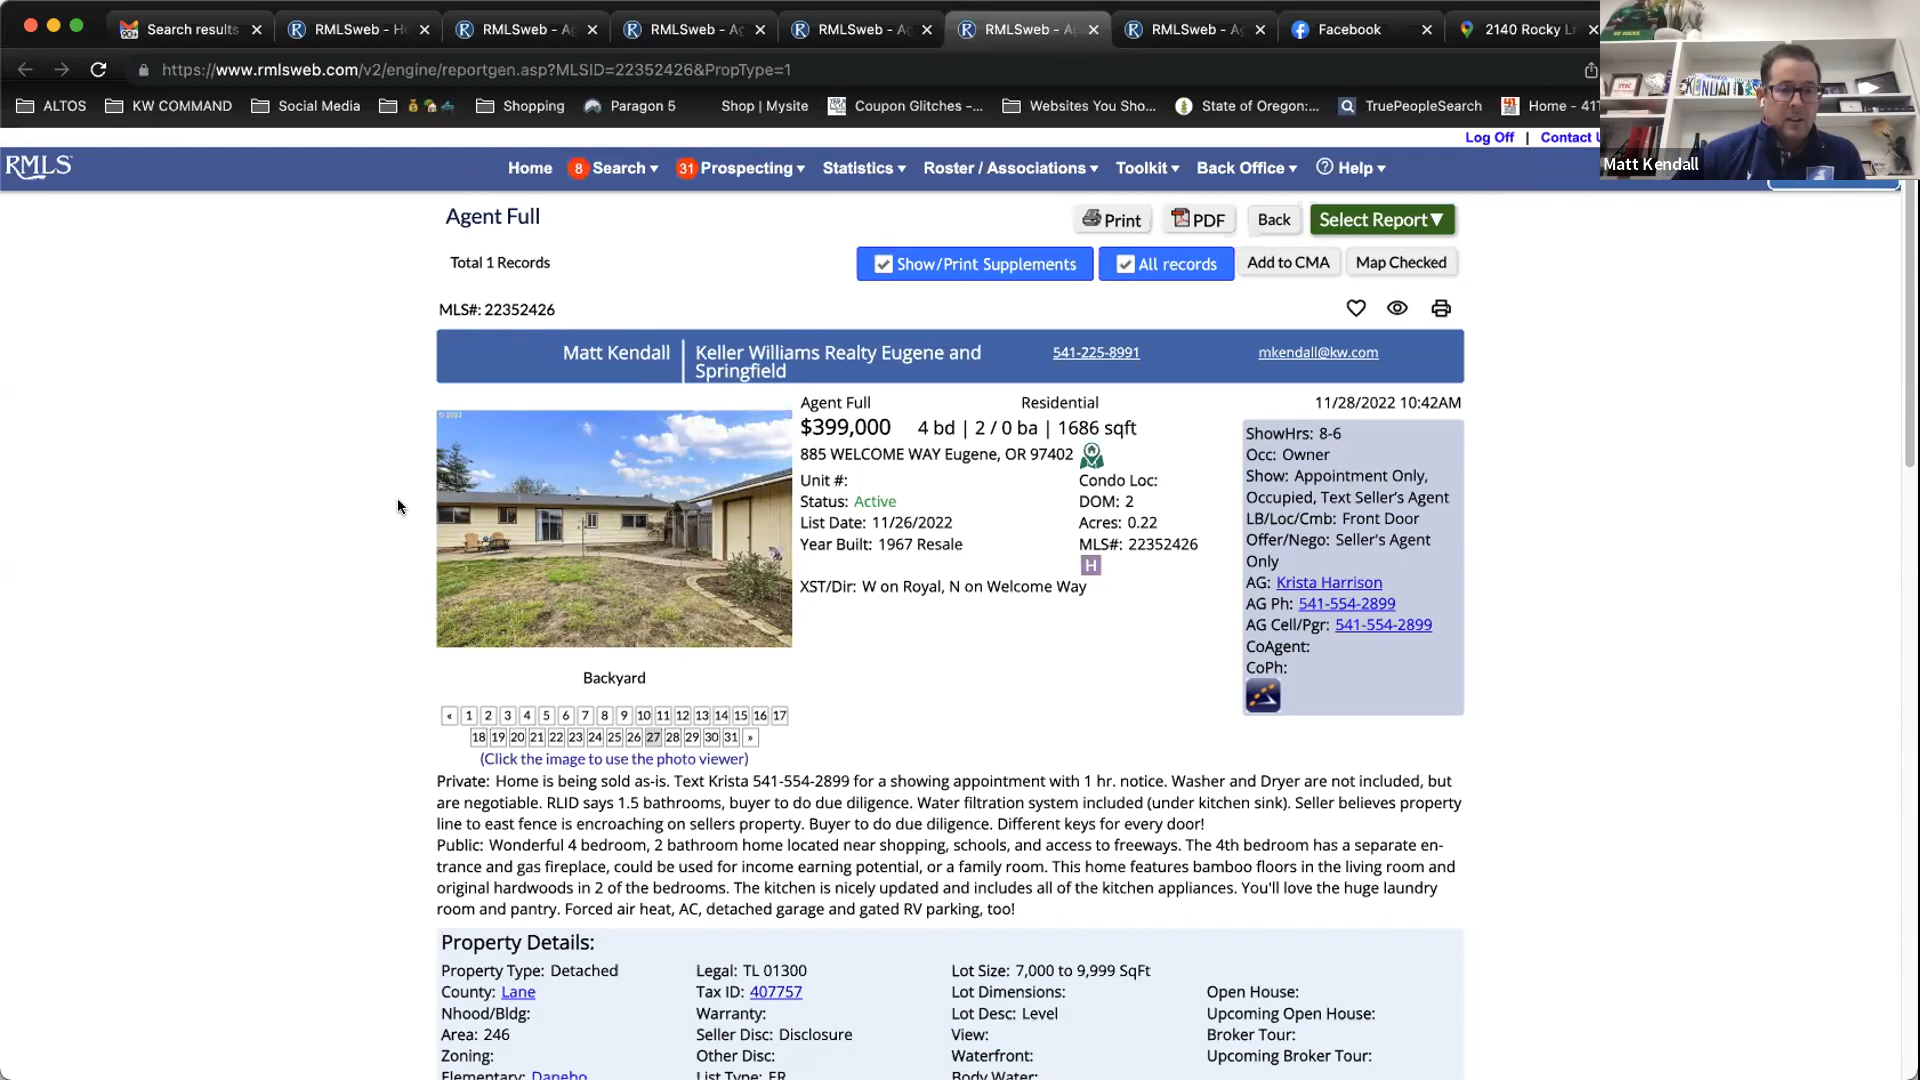 Search results
RMLSweb - H
RMLSweb - Ag
RMLSweb - Ag
RMLSweb - Ag
RMLSweb - A
RMLSweb - Ag
Facebook
2140 Rocky L
https://www.rmlsweb.com/v2/engine/reportgen.asp?MLSID=22352426&PropType=1
ALTOS
KW COMMAND
Social Media
Shopping
Paragon 5
Shop | Mysite
Coupon Glitches -...
Websites You Sho...
State of Oregon:...
TruePeopleSearch
Home - 411
Matt Kendall
Log Off | Contact U
RMLS
Home
8 Search
31 Prospecting
Statistics
Roster / Associations
Toolkit
Back Office
Help
Agent Full
Print
PDF
Back
Select Report
Total 1 Records
Show/Print Supplements
All records
Add to CMA
Map Checked
MLS#: 22352426
Matt Kendall
Keller Williams Realty Eugene and
Springfield
541-225-8991
mkendall@kw.com
© 2022
Agent Full
Residential
11/28/2022 10:42AM
$399,000 4 bd | 2 / 0 ba | 1686 sqft
885 WELCOME WAY Eugene, OR 97402
Unit #:
Condo Loc:
Status: Active
DOM: 2
List Date: 11/26/2022
Acres: 0.22
Year Built: 1967 Resale
MLS#: 22352426
H
XST/Dir: W on Royal, N on Welcome Way
ShowHrs: 8-6
Occ: Owner
Show: Appointment Only,
Occupied, Text Seller's Agent
LB/Loc/Cmb: Front Door
Offer/Nego: Seller's Agent
Only
AG: Krista Harrison
AG Ph: 541-554-2899
AG Cell/Pgr: 541-554-2899
CoAgent:
CoPh:
Backyard
« 1 2 3 4 5 6 7 8 9 10 11 12 13 14 15 16 17
18 19 20 21 22 23 24 25 26 27 28 29 30 31 »
(Click the image to use the photo viewer)
Private: Home is being sold as-is. Text Krista 541-554-2899 for a showing appointment with 1 hr. notice. Washer and Dryer are not included, but
are negotiable. RLID says 1.5 bathrooms, buyer to do due diligence. Water filtration system included (under kitchen sink). Seller believes property
line to east fence is encroaching on sellers property. Buyer to do due diligence. Different keys for every door!
Public: Wonderful 4 bedroom, 2 bathroom home located near shopping, schools, and access to freeways. The 4th bedroom has a separate en-
trance and gas fireplace, could be used for income earning potential, or a family room. This home features bamboo floors in the living room and
original hardwoods in 2 of the bedrooms. The kitchen is nicely updated and includes all of the kitchen appliances. You'll love the huge laundry
room and pantry. Forced air heat, AC, detached garage and gated RV parking, too!
Property Details:
Property Type: Detached
Legal: TL 01300
Lot Size: 7,000 to 9,999 SqFt
County: Lane
Tax ID: 407757
Lot Dimensions:
Open House:
Nhood/Bldg:
Warranty:
Lot Desc: Level
Upcoming Open House:
Area: 246
Seller Disc: Disclosure
View:
Broker Tour:
Zoning:
Other Disc:
Waterfront:
Upcoming Broker Tour:
Elementary: Danebo
List Type: ER
Body Water: